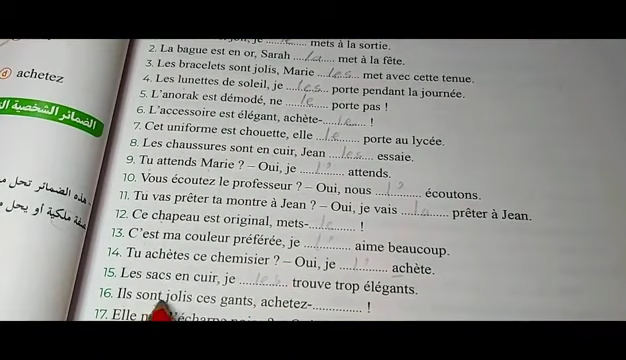 mets à la sortie.
2. La bague est en or, Sarah ...la... met à la fête.
3. Les bracelets sont jolis, Marie ...les... met avec cette tenue.
4. Les lunettes de soleil, je ...les... porte pendant la journée.
5. L'anorak est démodé, ne ...le... porte pas !
6. L'accessoire est élégant, achète-...le... !
7. Cet uniforme est chouette, elle ...le... porte au lycée.
8. Les chaussures sont en cuir, Jean ...les... essaie.
9. Tu attends Marie ? – Oui, je ...l'... attends.
10. Vous écoutez le professeur ? – Oui, nous ...l'... écoutons.
11. Tu vas prêter ta montre à Jean ? – Oui, je vais ...la... prêter à Jean.
12. Ce chapeau est original, mets-...le... !
13. C'est ma couleur préférée, je ...l'... aime beaucoup.
14. Tu achètes ce chemisier ? – Oui, je ...l'... achète.
15. Les sacs en cuir, je ...les... trouve trop élégants.
16. Ils sont jolis ces gants, achetez-............... !
17. Elle
d achetez
الضمائر الشخصية
هذه الضمائر تحل
ملكية أو يحل